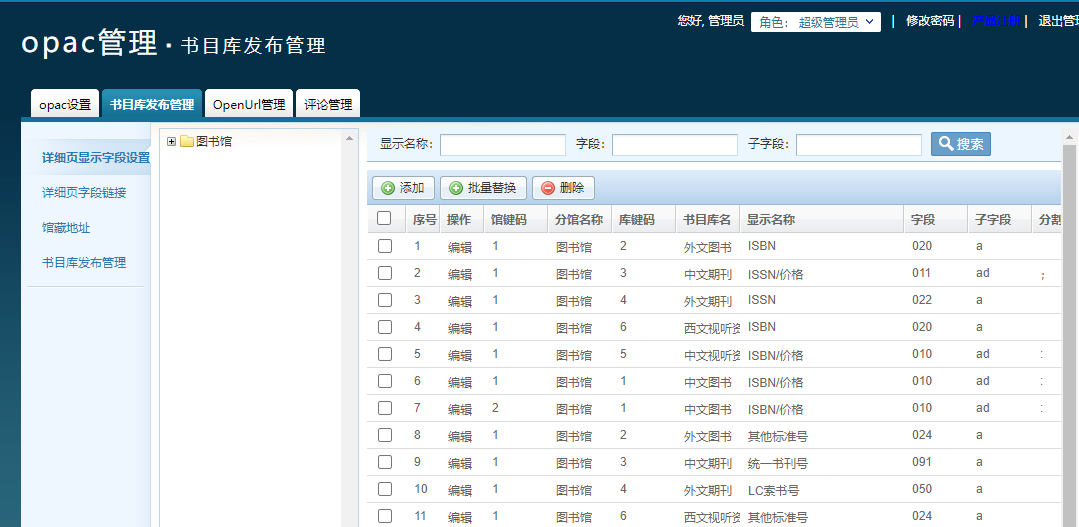 您好, 管理员 角色: 超级管理员 | 修改密码 | 产品注册 | 退出管理
opac管理 · 书目库发布管理
opac设置 书目库发布管理 OpenUrl管理 评论管理
详细页显示字段设置
详细页字段链接
馆藏地址
书目库发布管理
图书馆
显示名称: 字段: 子字段: 搜索
添加 批量替换 删除
序号 操作 馆键码 分馆名称 库键码 书目库名 显示名称 字段 子字段 分割
1 编辑 1 图书馆 2 外文图书 ISBN 020 a
2 编辑 1 图书馆 3 中文期刊 ISSN/价格 011 ad ;
3 编辑 1 图书馆 4 外文期刊 ISSN 022 a
4 编辑 1 图书馆 6 西文视听资 ISBN 020 a
5 编辑 1 图书馆 5 中文视听资 ISBN/价格 010 ad :
6 编辑 1 图书馆 1 中文图书 ISBN/价格 010 ad :
7 编辑 2 图书馆 1 中文图书 ISBN/价格 010 ad :
8 编辑 1 图书馆 2 外文图书 其他标准号 024 a
9 编辑 1 图书馆 3 中文期刊 统一书刊号 091 a
10 编辑 1 图书馆 4 外文期刊 LC索书号 050 a
11 编辑 1 图书馆 6 西文视听资 其他标准号 024 a